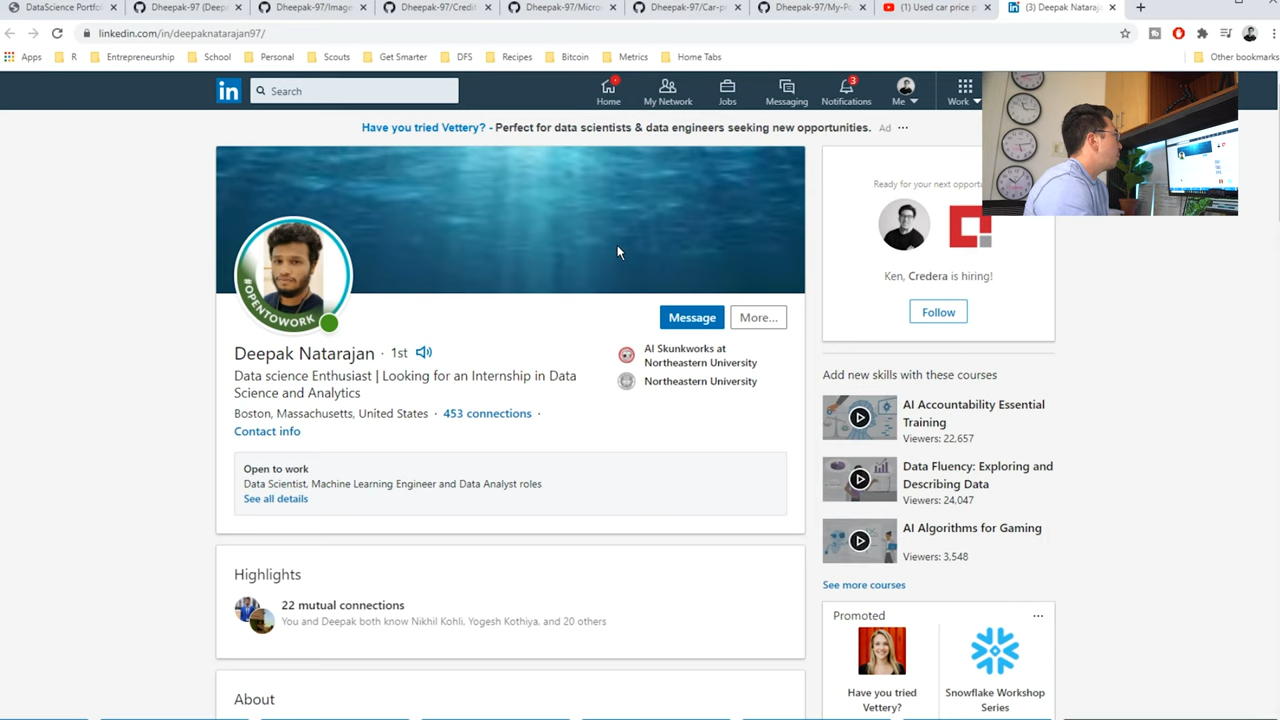 DataScience Portfol
Dheepak-97 (Deep
Dheepak-97/Image
Dheepak-97/Credit
Dheepak-97/Micros
Dheepak-97/Car-p
Dheepak-97/My-Po
(1) Used car price p
(3) Deepak Nataraja
linkedin.com/in/deepaknatarajan97/
Apps
R
Entrepreneurship
School
Personal
Scouts
Get Smarter
DFS
Recipes
Bitcoin
Metrics
Home Tabs
Other bookmarks
in
Search
Home
My Network
Jobs
Messaging
3
Notifications
Me
Work
Have you tried Vettery? - Perfect for data scientists & data engineers seeking new opportunities. Ad
#OPENTOWORK
Message
More...
Deepak Natarajan · 1st
Data science Enthusiast | Looking for an Internship in Data
Science and Analytics
Boston, Massachusetts, United States · 453 connections ·
Contact info
AI Skunkworks at
Northeastern University
Northeastern University
Open to work
Data Scientist, Machine Learning Engineer and Data Analyst roles
See all details
Highlights
22 mutual connections
You and Deepak both know Nikhil Kohli, Yogesh Kothiya, and 20 others
About
Ready for your next opportu
Ken, Credera is hiring!
Follow
Add new skills with these courses
AI Accountability Essential
Training
Viewers: 22,657
Data Fluency: Exploring and
Describing Data
Viewers: 24,047
AI Algorithms for Gaming
Viewers: 3,548
See more courses
Promoted
Have you tried
Vettery?
Snowflake Workshop
Series